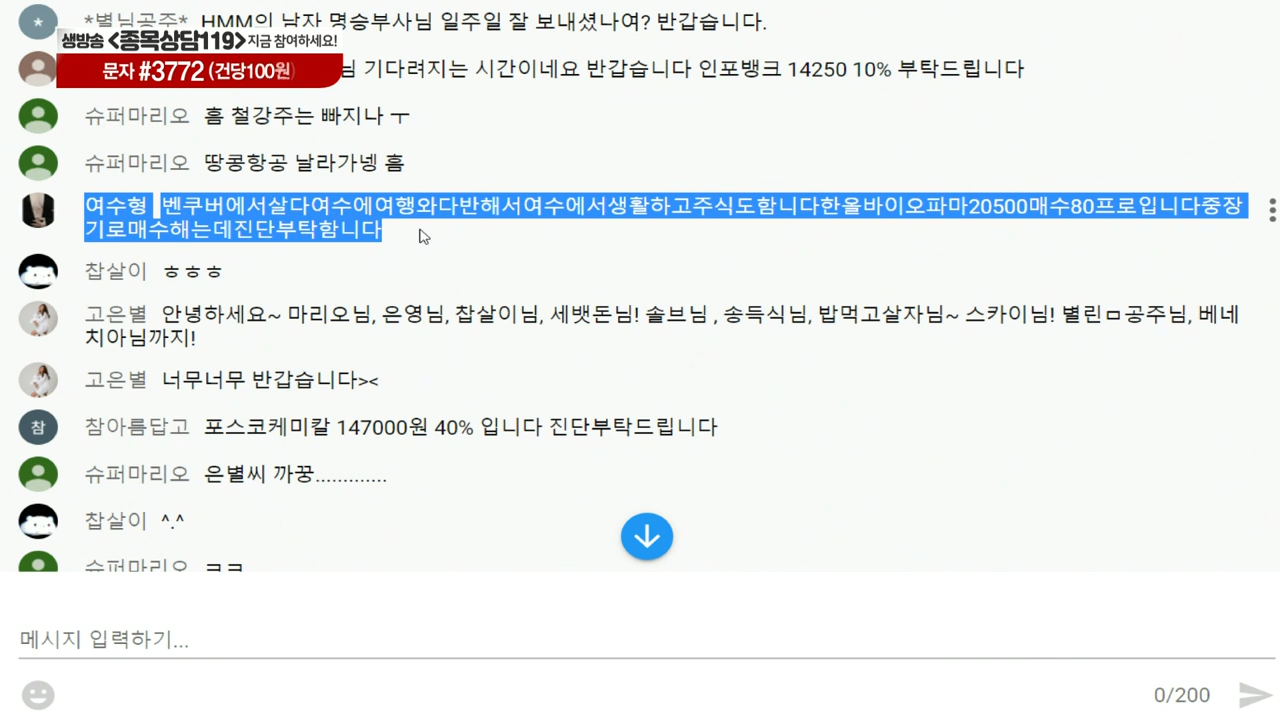 *
*별님공주* HMM의 남자 명승부사님 일주일 잘 보내셨나여? 반갑습니다.
생방송 <종목상담119> 지금 참여하세요!
문자 #3772 (건당100원)
님 기다려지는 시간이네요 반갑습니다 인포뱅크 14250 10% 부탁드립니다
슈퍼마리오 흠 철강주는 빠지나 ㅜ
슈퍼마리오 땅콩항공 날라가넹 흠
여수형 벤쿠버에서살다여수에여행와다반해서여수에서생활하고주식도함니다한올바이오파마20500매수80프로입니다중장
기로매수해는데진단부탁함니다
찹살이 ㅎㅎㅎ
고은별 안녕하세요~ 마리오님, 은영님, 찹살이님, 세뱃돈님! 솔브님 , 송득식님, 밥먹고살자님~ 스카이님! 별린ㅁ공주님, 베네
치아님까지!
고은별 너무너무 반갑습니다><
참 참아름답고 포스코케미칼 147000원 40% 입니다 진단부탁드립니다
슈퍼마리오 은별씨 까꿍.............
찹살이 ^.^
슈퍼마리오 ㅋㅋ
메시지 입력하기...
0/200